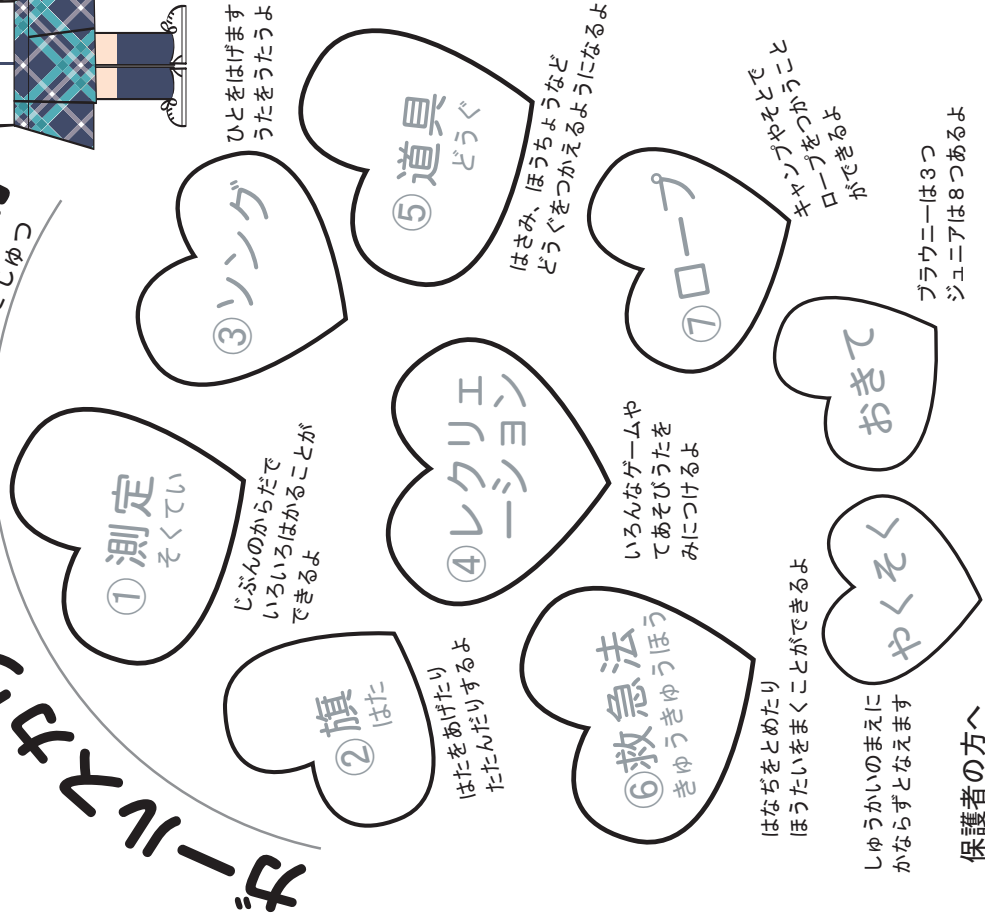 ガールスカ
しゅつ
① 測定
そくてい
じぶんのからだで
いろいろはかることが
できるよ
② 旗
はた
はたをあげたり
たたんだりするよ
③ ソング
ひとをはげます
うたをうたうよ
④ レクリエ
ーション
いろんなゲームや
てあそびうたを
みにつけるよ
⑤ 道具
どうぐ
はさみ、ほうちょうなど
どうぐをつかえるようになるよ
⑥ 救急法
きゅうきゅうほう
はなぢをとめたり
ほうたいをまくことができるよ
⑦ ロープ
キャンプやそとで
ロープをつかうこと
ができるよ
やくそく
しゅうかいのまえに
かならずとなえます
おきて
ブラウニーは3つ
ジュニアは8つあるよ
保護者の方へ